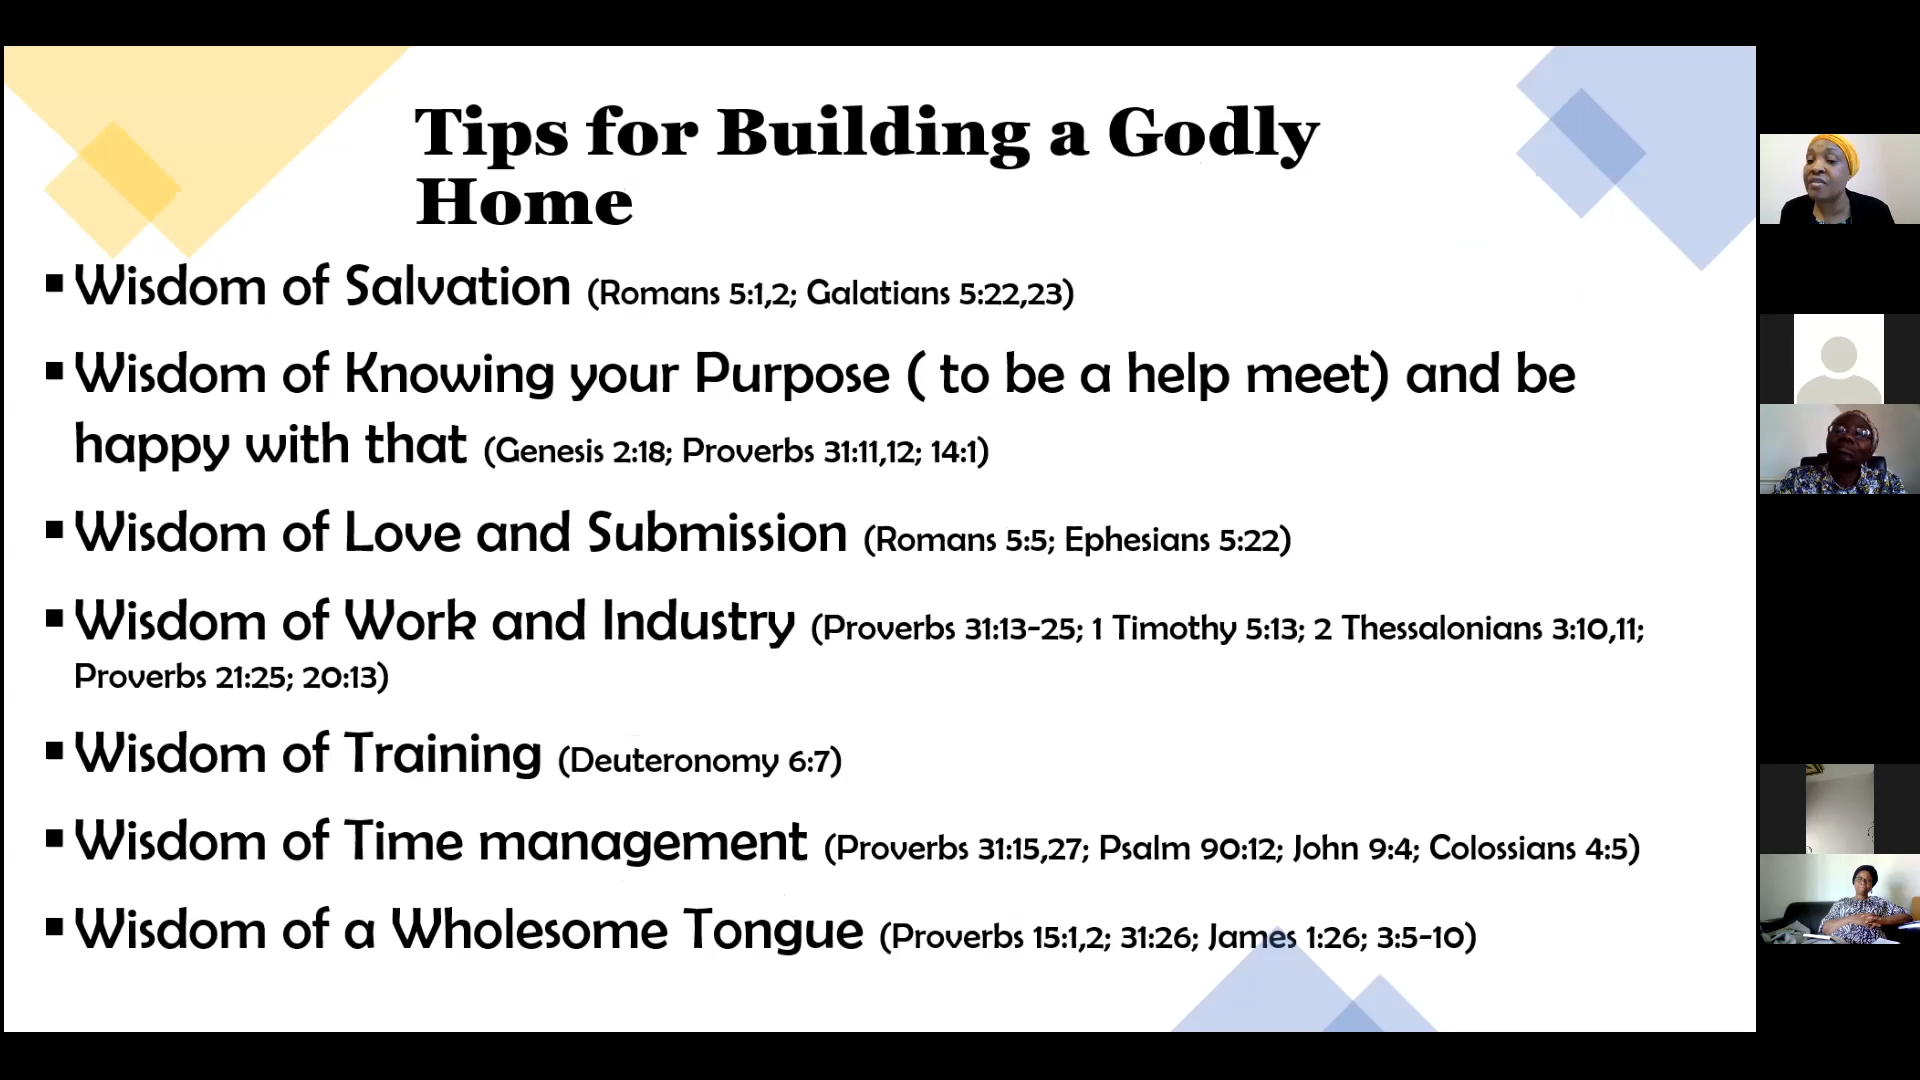 Tips for Building a Godly
Home
▪Wisdom of Salvation (Romans 5:1,2; Galatians 5:22,23)
▪Wisdom of Knowing your Purpose ( to be a help meet) and be
happy with that (Genesis 2:18; Proverbs 31:11,12; 14:1)
▪Wisdom of Love and Submission (Romans 5:5; Ephesians 5:22)
▪Wisdom of Work and Industry (Proverbs 31:13-25; 1 Timothy 5:13; 2 Thessalonians 3:10,11;
Proverbs 21:25; 20:13)
▪Wisdom of Training (Deuteronomy 6:7)
▪Wisdom of Time management (Proverbs 31:15,27; Psalm 90:12; John 9:4; Colossians 4:5)
▪Wisdom of a Wholesome Tongue (Proverbs 15:1,2; 31:26; James 1:26; 3:5-10)